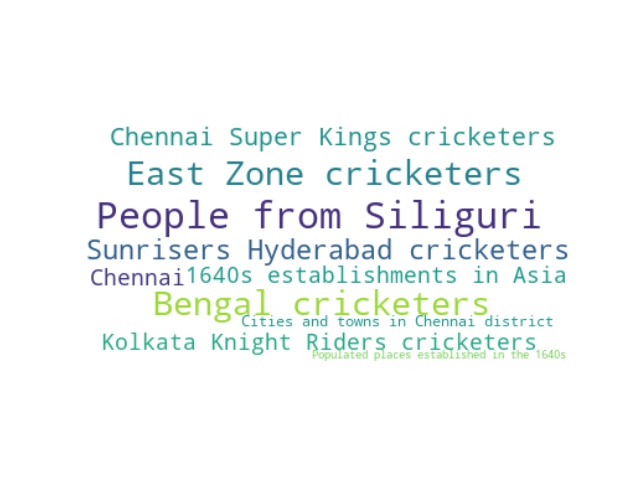 Chennai Super Kings cricketers
East Zone cricketers
People from Siliguri
Sunrisers Hyderabad cricketers
Chennai
1640s establishments in Asia
Bengal cricketers
Cities and towns in Chennai district
Kolkata Knight Riders cricketers
Populated places established in the 1640s